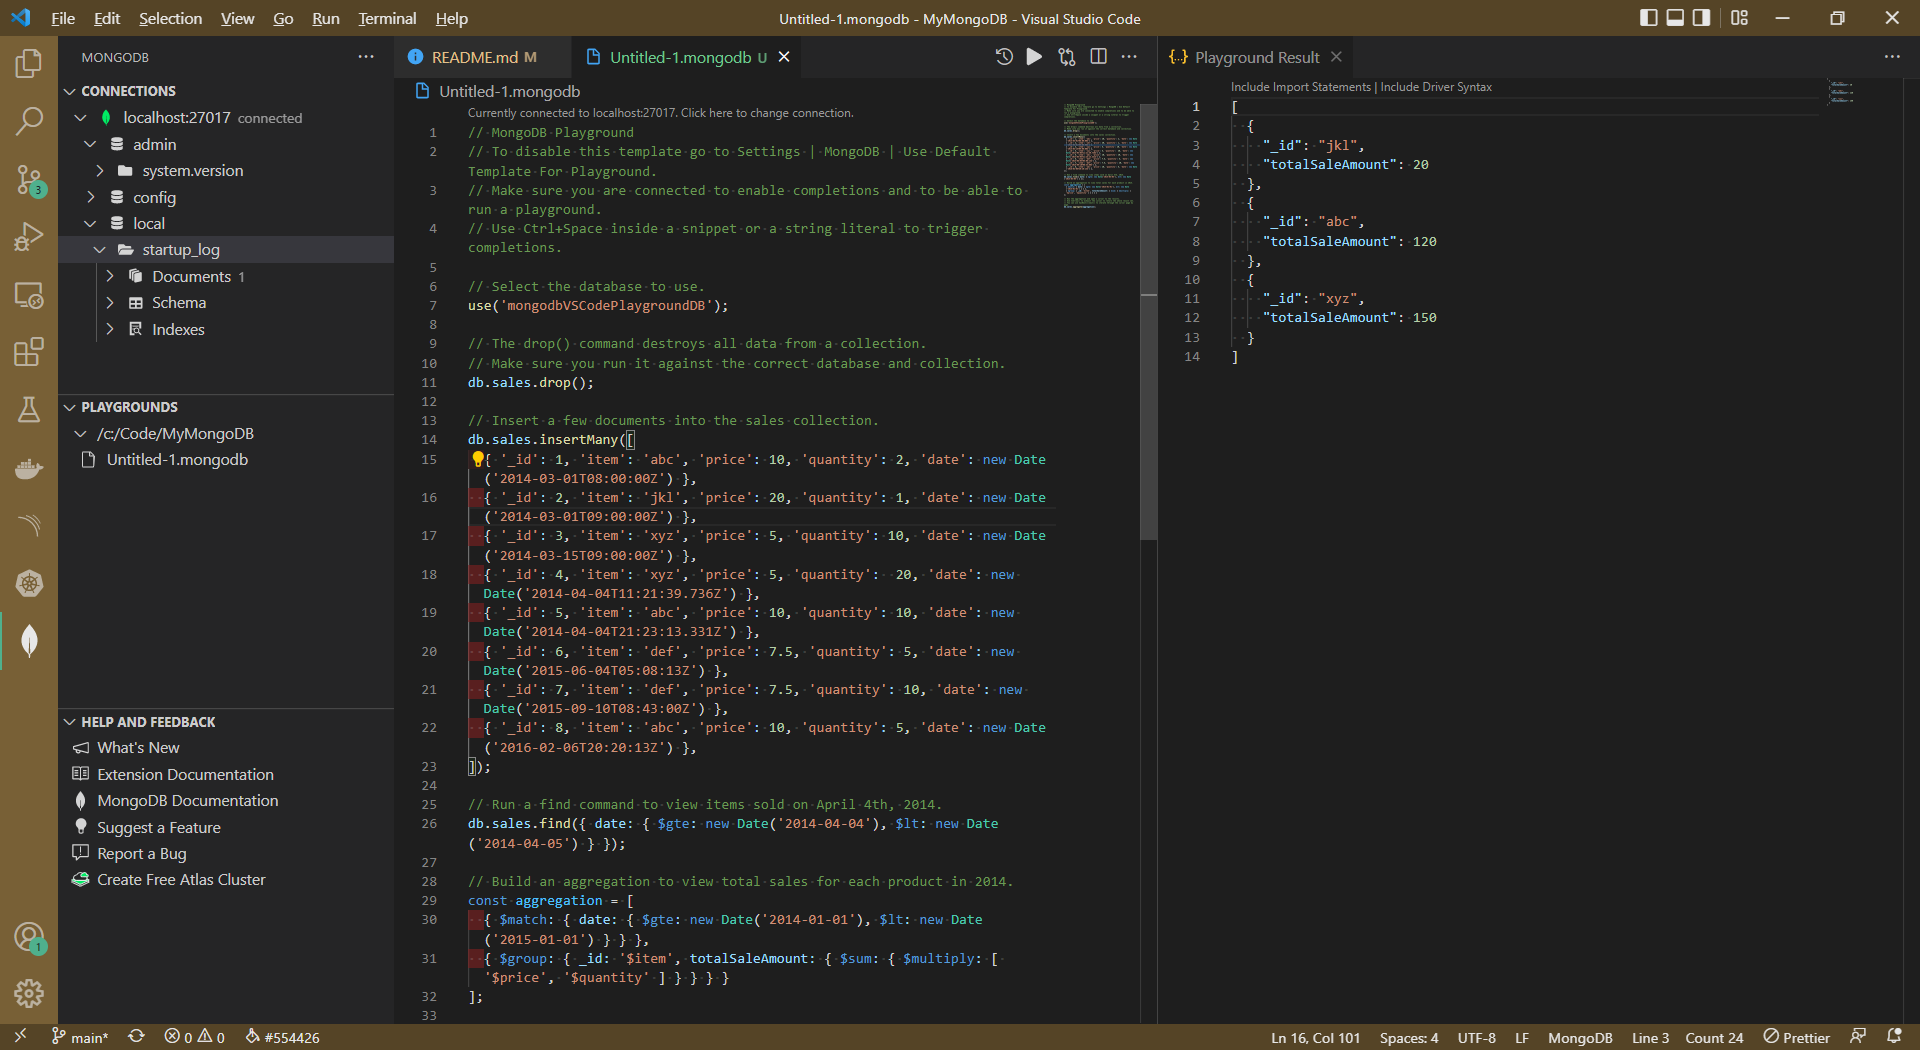 File Edit Selection View Go Run Terminal Help
Untitled-1.mongodb - MyMongoDB - Visual Studio Code
MONGODB
CONNECTIONS
localhost:27017 connected
admin
system.version
config
local
startup_log
Documents 1
Schema
Indexes
PLAYGROUNDS
/c:/Code/MyMongoDB
Untitled-1.mongodb
HELP AND FEEDBACK
What's New
Extension Documentation
MongoDB Documentation
Suggest a Feature
Report a Bug
Create Free Atlas Cluster
3
1
README.md M
Untitled-1.mongodb U
Untitled-1.mongodb
Currently connected to localhost:27017. Click here to change connection.
1 // MongoDB Playground
2 // To disable this template go to Settings | MongoDB | Use Default
Template For Playground.
3 // Make sure you are connected to enable completions and to be able to
run a playground.
4 // Use Ctrl+Space inside a snippet or a string literal to trigger
completions.
5
6 // Select the database to use.
7 use('mongodbVSCodePlaygroundDB');
8
9 // The drop() command destroys all data from a collection.
10 // Make sure you run it against the correct database and collection.
11 db.sales.drop();
12
13 // Insert a few documents into the sales collection.
14 db.sales.insertMany([
15 { '_id': 1, 'item': 'abc', 'price': 10, 'quantity': 2, 'date': new Date
('2014-03-01T08:00:00Z') },
16 { '_id': 2, 'item': 'jkl', 'price': 20, 'quantity': 1, 'date': new Date
('2014-03-01T09:00:00Z') },
17 { '_id': 3, 'item': 'xyz', 'price': 5, 'quantity': 10, 'date': new Date
('2014-03-15T09:00:00Z') },
18 { '_id': 4, 'item': 'xyz', 'price': 5, 'quantity':  20, 'date': new
Date('2014-04-04T11:21:39.736Z') },
19 { '_id': 5, 'item': 'abc', 'price': 10, 'quantity': 10, 'date': new
Date('2014-04-04T21:23:13.331Z') },
20 { '_id': 6, 'item': 'def', 'price': 7.5, 'quantity': 5, 'date': new
Date('2015-06-04T05:08:13Z') },
21 { '_id': 7, 'item': 'def', 'price': 7.5, 'quantity': 10, 'date': new
Date('2015-09-10T08:43:00Z') },
22 { '_id': 8, 'item': 'abc', 'price': 10, 'quantity': 5, 'date': new Date
('2016-02-06T20:20:13Z') },
23 ]);
24
25 // Run a find command to view items sold on April 4th, 2014.
26 db.sales.find({ date: { $gte: new Date('2014-04-04'), $lt: new Date
('2014-04-05') } });
27
28 // Build an aggregation to view total sales for each product in 2014.
29 const aggregation = [
30 { $match: { date: { $gte: new Date('2014-01-01'), $lt: new Date
('2015-01-01') } } },
31 { $group: { _id: '$item', totalSaleAmount: { $sum: { $multiply: [
'$price', '$quantity' ] } } } }
32 ];
33
Playground Result
Include Import Statements | Include Driver Syntax
1 [
2 {
3 "_id": "jkl",
4 "totalSaleAmount": 20
5 },
6 {
7 "_id": "abc",
8 "totalSaleAmount": 120
9 },
10 {
11 "_id": "xyz",
12 "totalSaleAmount": 150
13 }
14 ]
main* 0 0 #554426
Ln 16, Col 101 Spaces: 4 UTF-8 LF MongoDB Line 3 Count 24 Prettier